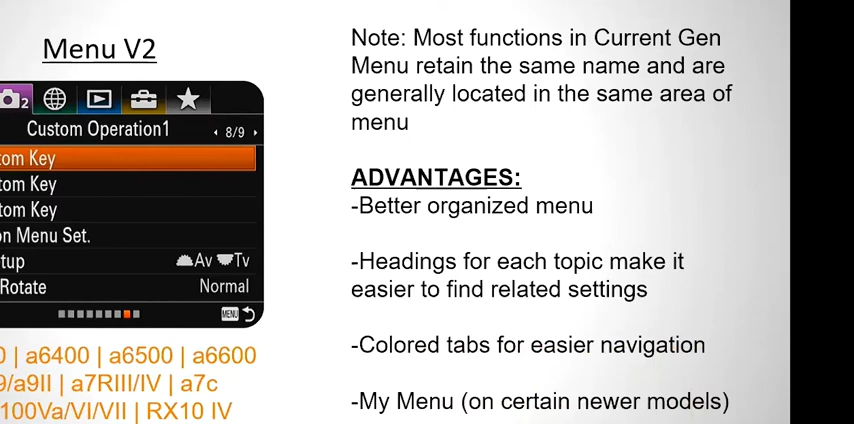 Menu V2
2
Custom Operation1
8/9
tom Key
tom Key
tom Key
on Menu Set.
tup Av Tv
Rotate Normal
MENU
0 | a6400 | a6500 | a6600
9/a9II | a7RIII/IV | a7c
100Va/VI/VII | RX10 IV
Note: Most functions in Current Gen
Menu retain the same name and are
generally located in the same area of
menu
ADVANTAGES:
-Better organized menu
-Headings for each topic make it
easier to find related settings
-Colored tabs for easier navigation
-My Menu (on certain newer models)